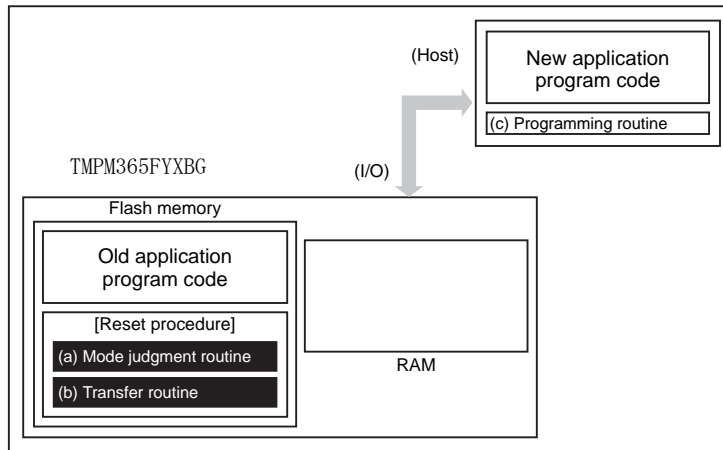 (Host)
New application
program code
(c) Programming routine
TMPM365FYXBG
(I/O)
Flash memory
Old application
program code
[Reset procedure]
(a) Mode judgment routine
(b) Transfer routine
RAM